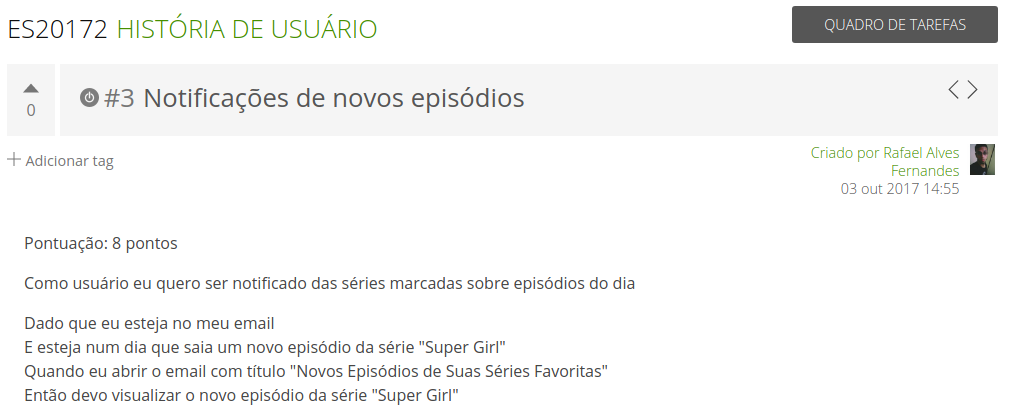 ES20172 HISTÓRIA DE USUÁRIO
QUADRO DE TAREFAS
0
#3 Notificações de novos episódios
Adicionar tag
Criado por Rafael Alves
Fernandes
03 out 2017 14:55
Pontuação: 8 pontos
Como usuário eu quero ser notificado das séries marcadas sobre episódios do dia
Dado que eu esteja no meu email
E esteja num dia que saia um novo episódio da série "Super Girl"
Quando eu abrir o email com título "Novos Episódios de Suas Séries Favoritas"
Então devo visualizar o novo episódio da série "Super Girl"